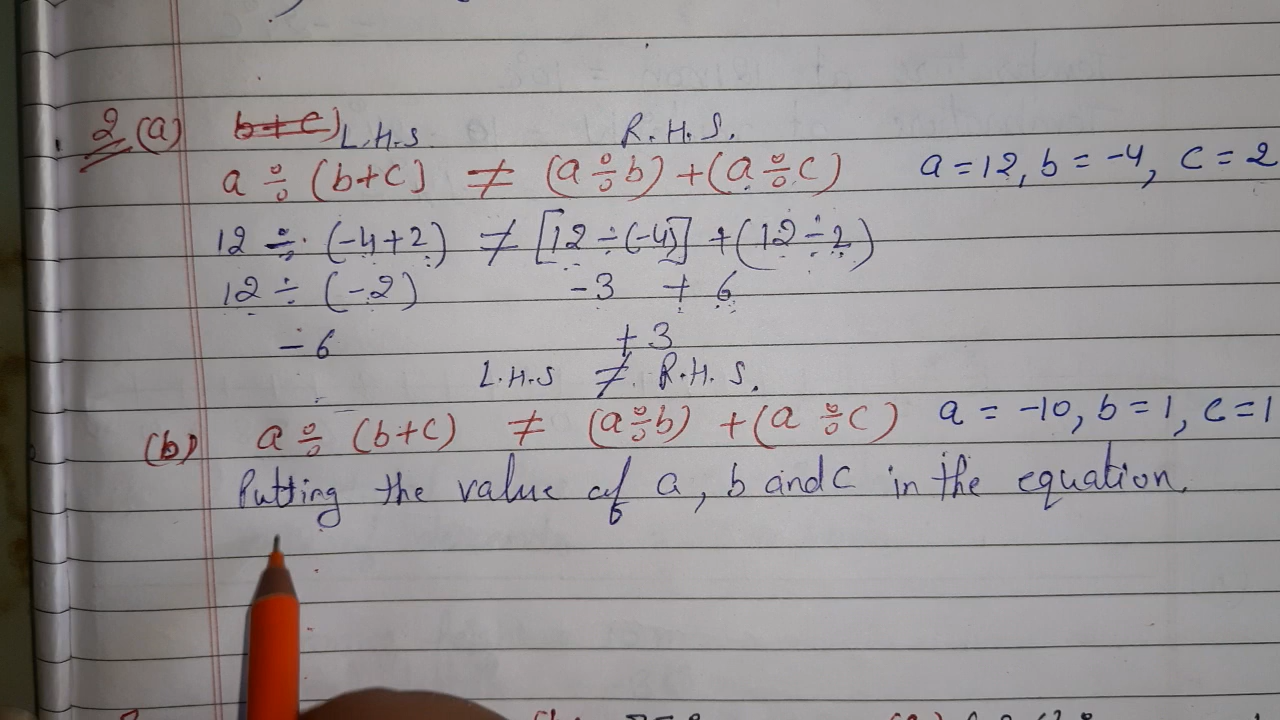 2 (a) b+c) L.H.S. R.H.S.
a ÷ (b+c) ≠ (a÷b)+(a÷c) a=12, b=-4, c=2
12 ÷ (-4+2) ≠ [12÷(-4)] +(12÷2)
12 ÷ (-2) -3 + 6
-6 +3
L.H.S ≠ R.H.S.
(b) a ÷ (b+c) ≠ (a÷b) +(a ÷c) a = -10, b = 1, c=1
Putting the value of a, b and c in the equation.